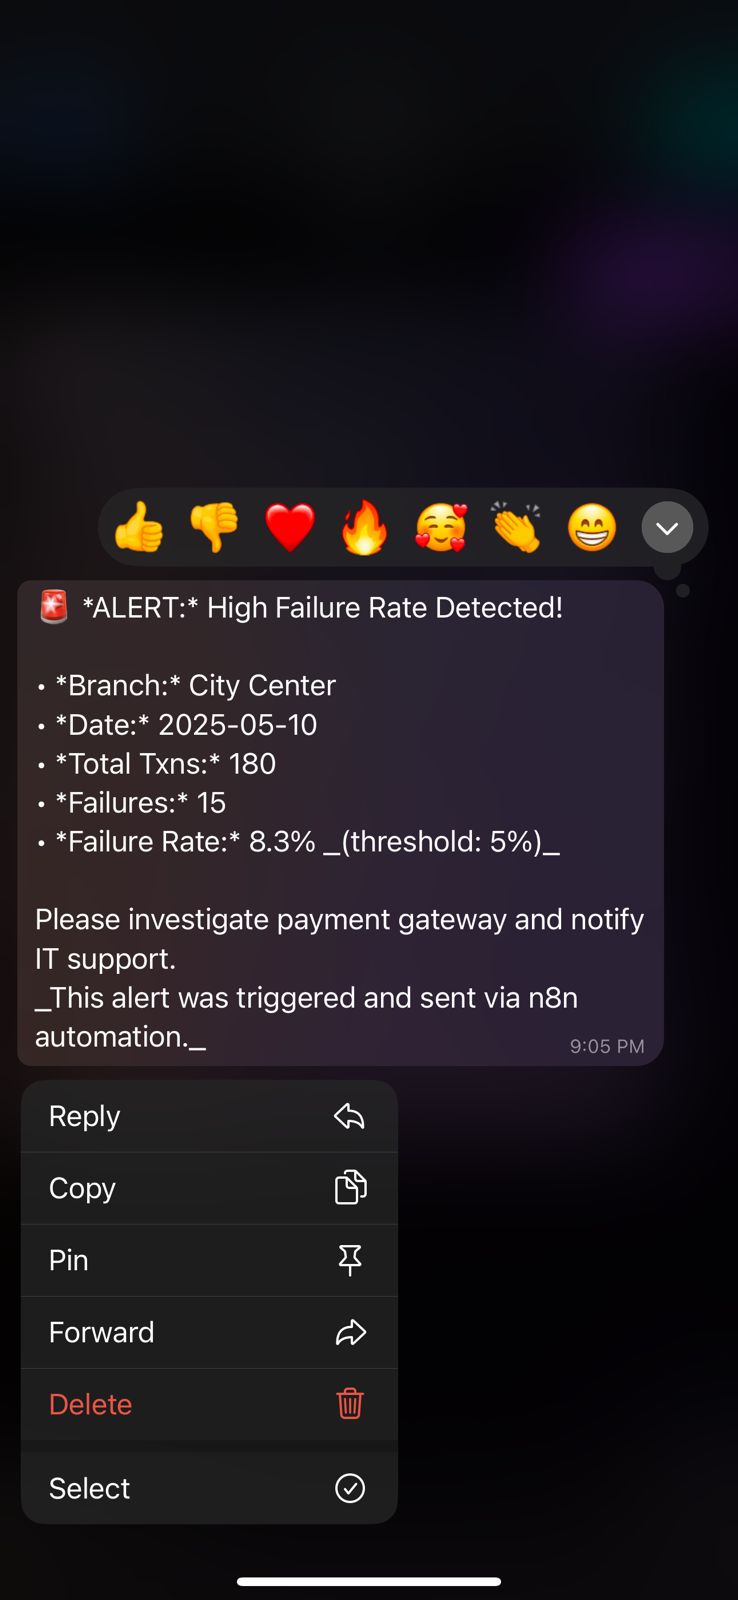 🚨 *ALERT:* High Failure Rate Detected!
• *Branch:* City Center
• *Date:* 2025-05-10
• *Total Txns:* 180
• *Failures:* 15
• *Failure Rate:* 8.3% _(threshold: 5%)_
Please investigate payment gateway and notify
IT support.
_This alert was triggered and sent via n8n
automation._
9:05 PM
Reply
Copy
Pin
Forward
Delete
Select